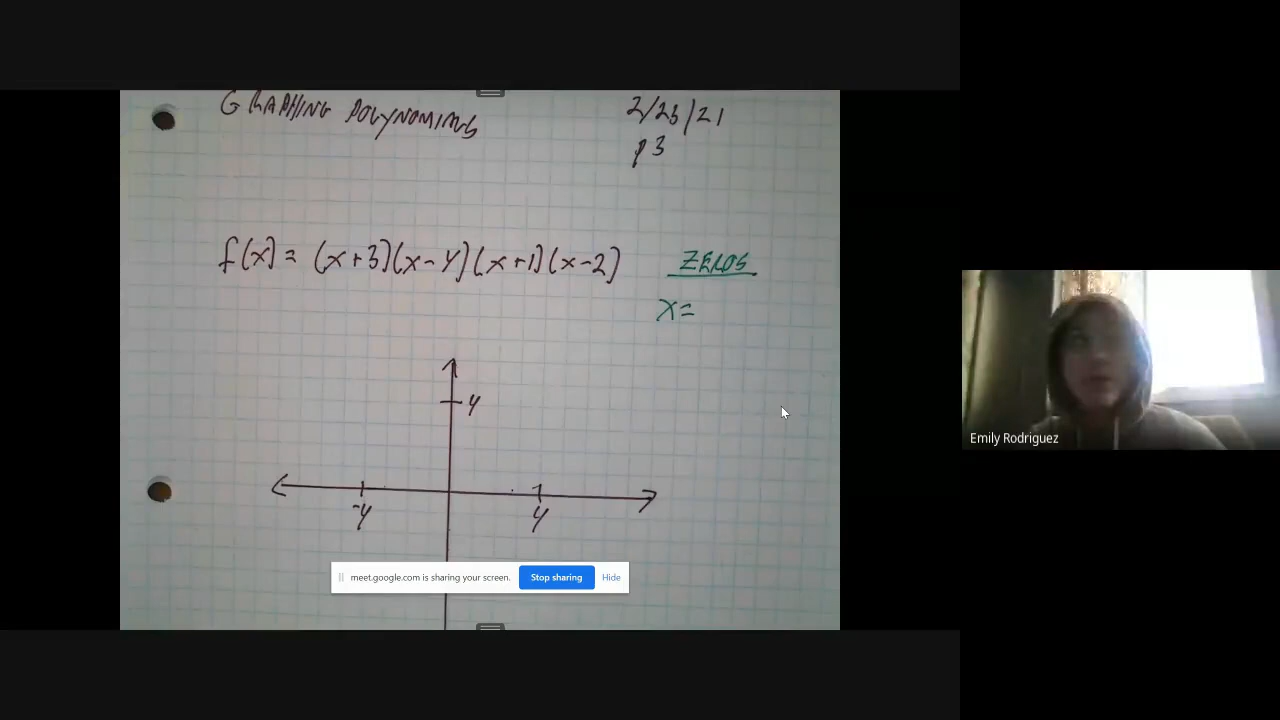 GRAPHING POLYNOMIALS
2/23/21
p3
f(x) = (x+3)(x-4)(x+1)(x-2)
ZEROS
x=
4
-4
4
Emily Rodriguez
meet.google.com is sharing your screen. Stop sharing Hide